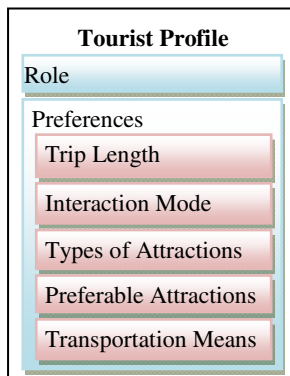 Tourist Profile
Role
Preferences
Trip Length
Interaction Mode
Types of Attractions
Preferable Attractions
Transportation Means